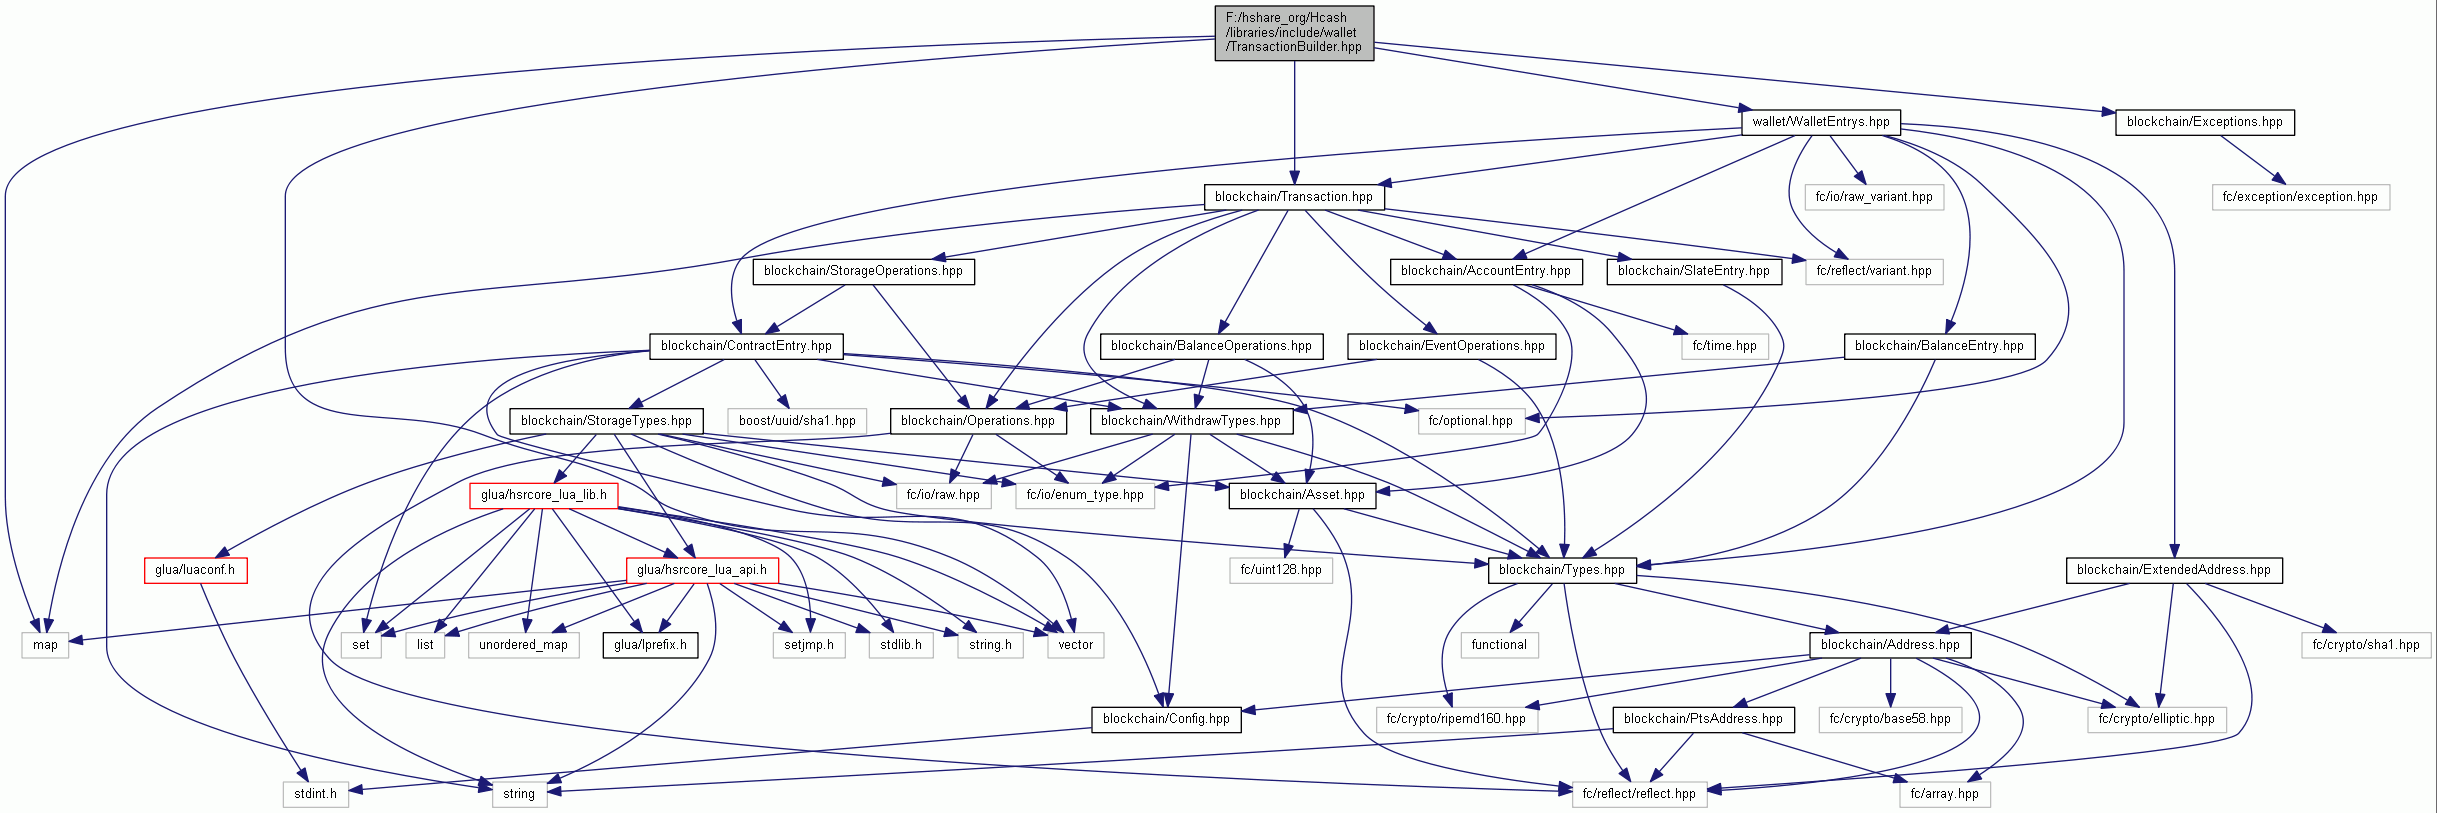 F:/hshare_org/Hcash
/libraries/include/wallet
/TransactionBuilder.hpp
wallet/WalletEntrys.hpp
blockchain/Exceptions.hpp
blockchain/Transaction.hpp
fc/io/raw_variant.hpp
fc/exception/exception.hpp
blockchain/StorageOperations.hpp
blockchain/AccountEntry.hpp
blockchain/SlateEntry.hpp
fc/reflect/variant.hpp
blockchain/ContractEntry.hpp
blockchain/BalanceOperations.hpp
blockchain/EventOperations.hpp
fc/time.hpp
blockchain/BalanceEntry.hpp
blockchain/StorageTypes.hpp
boost/uuid/sha1.hpp
blockchain/Operations.hpp
blockchain/WithdrawTypes.hpp
fc/optional.hpp
glua/hsrcore_lua_lib.h
fc/io/raw.hpp
fc/io/enum_type.hpp
blockchain/Asset.hpp
glua/luaconf.h
glua/hsrcore_lua_api.h
fc/uint128.hpp
blockchain/Types.hpp
blockchain/ExtendedAddress.hpp
map
set
list
unordered_map
glua/lprefix.h
setjmp.h
stdlib.h
string.h
vector
functional
blockchain/Address.hpp
fc/crypto/sha1.hpp
blockchain/Config.hpp
fc/crypto/ripemd160.hpp
blockchain/PtsAddress.hpp
fc/crypto/base58.hpp
fc/crypto/elliptic.hpp
stdint.h
string
fc/reflect/reflect.hpp
fc/array.hpp